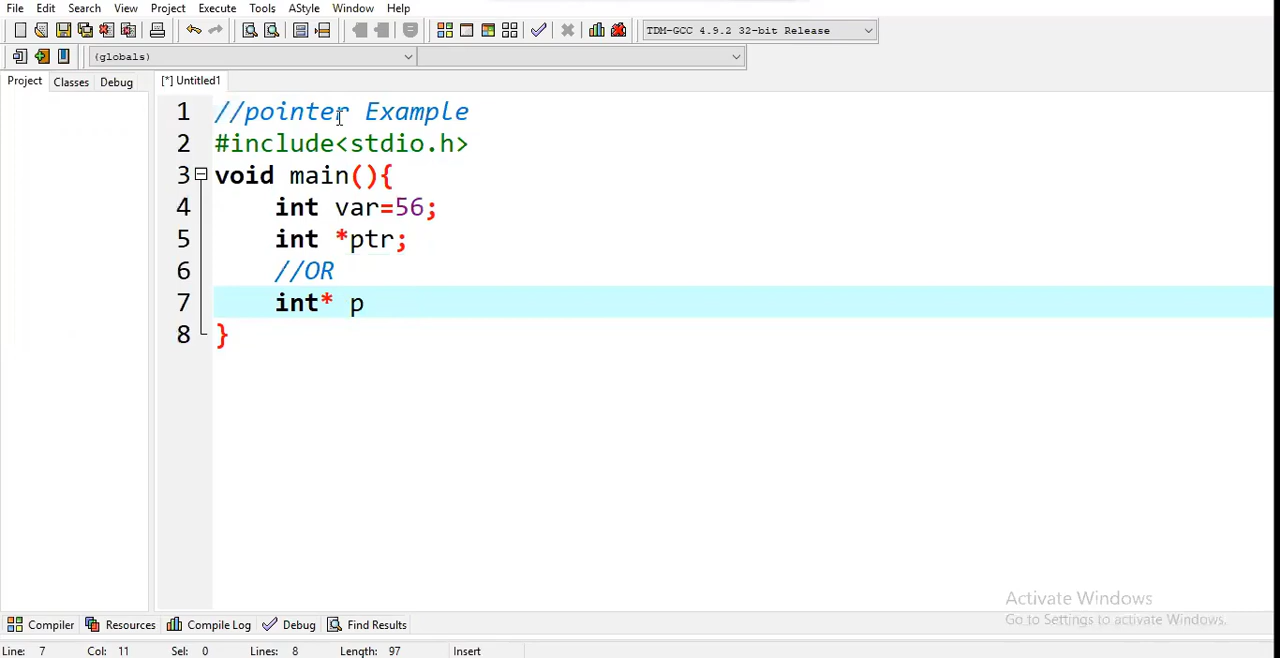 File Edit Search View Project Execute Tools AStyle Window Help
TDM-GCC 4.9.2 32-bit Release
(globals)
Project Classes Debug [*] Untitled1
1 //pointer Example
2 #include<stdio.h>
3 void main(){
4 int var=56;
5 int *ptr;
6 //OR
7 int* p
8 }
Activate Windows
Go to Settings to activate Windows.
Compiler Resources Compile Log Debug Find Results
Line: 7 Col: 11 Sel: 0 Lines: 8 Length: 97 Insert